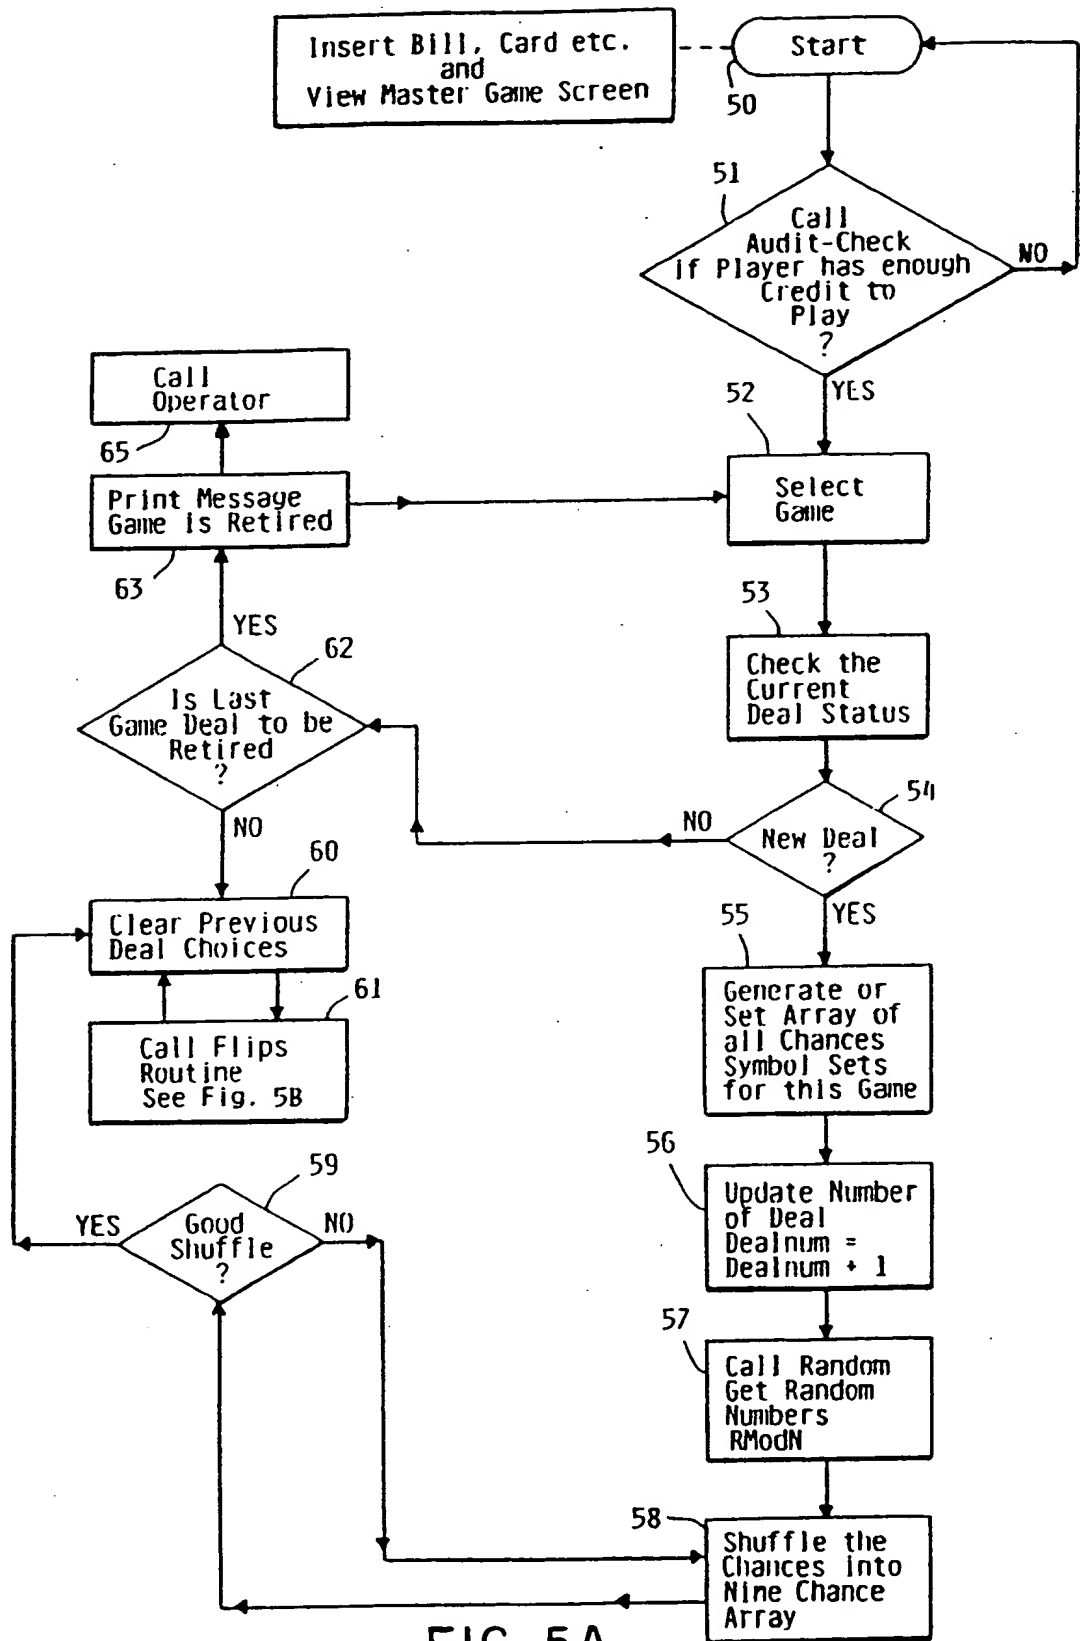 Insert Bill, Card etc.
and
View Master Game Screen
Start
50
51
Call
Audit-Check
if Player has enough
Credit to
Play
?
NO
YES
Call
Operator
65
52
Print Message
Game is Retired
63
Select
Game
YES
53
62
Check the
Current
Deal Status
Is Last
Game Deal to be
Retired
?
54
NO
NO
New Deal
?
60
YES
55
Clear Previous
Deal Choices
61
Generate or
Set Array of
all Chances
Symbol Sets
for this Game
Call Flips
Routine
See Fig. 5B
56
59
Update Number
of Deal
Dealnum =
Dealnum + 1
YES
Good
Shuffle
?
NO
57
Call Random
Get Random
Numbers
RModN
58
Shuffle the
Chances into
Nine Chance
Array
FIG. 5A